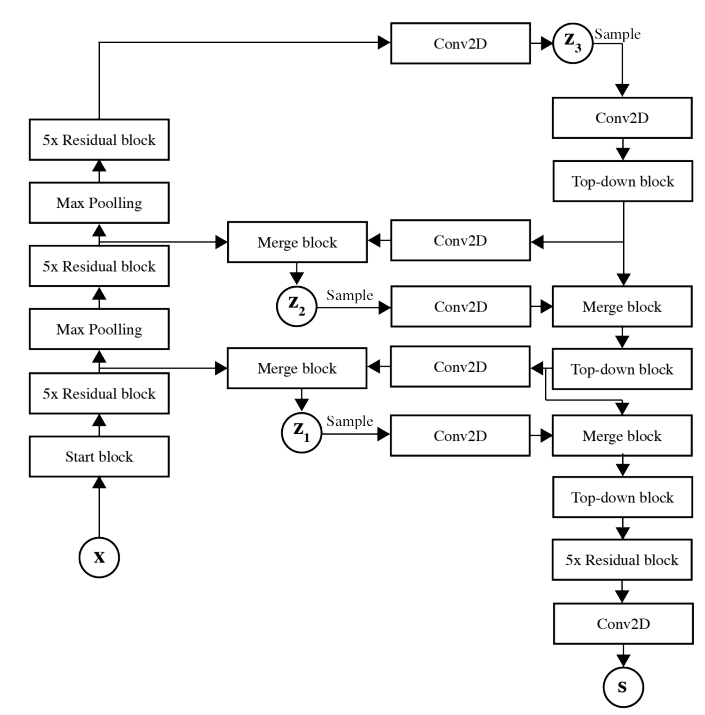 Conv2D
z3
Sample
Conv2D
5x Residual block
Top-down block
Max Poolling
Merge block
Conv2D
5x Residual block
z2
Sample
Conv2D
Merge block
Max Poolling
Merge block
Conv2D
Top-down block
5x Residual block
z1
Sample
Conv2D
Merge block
Start block
Top-down block
x
5x Residual block
Conv2D
s